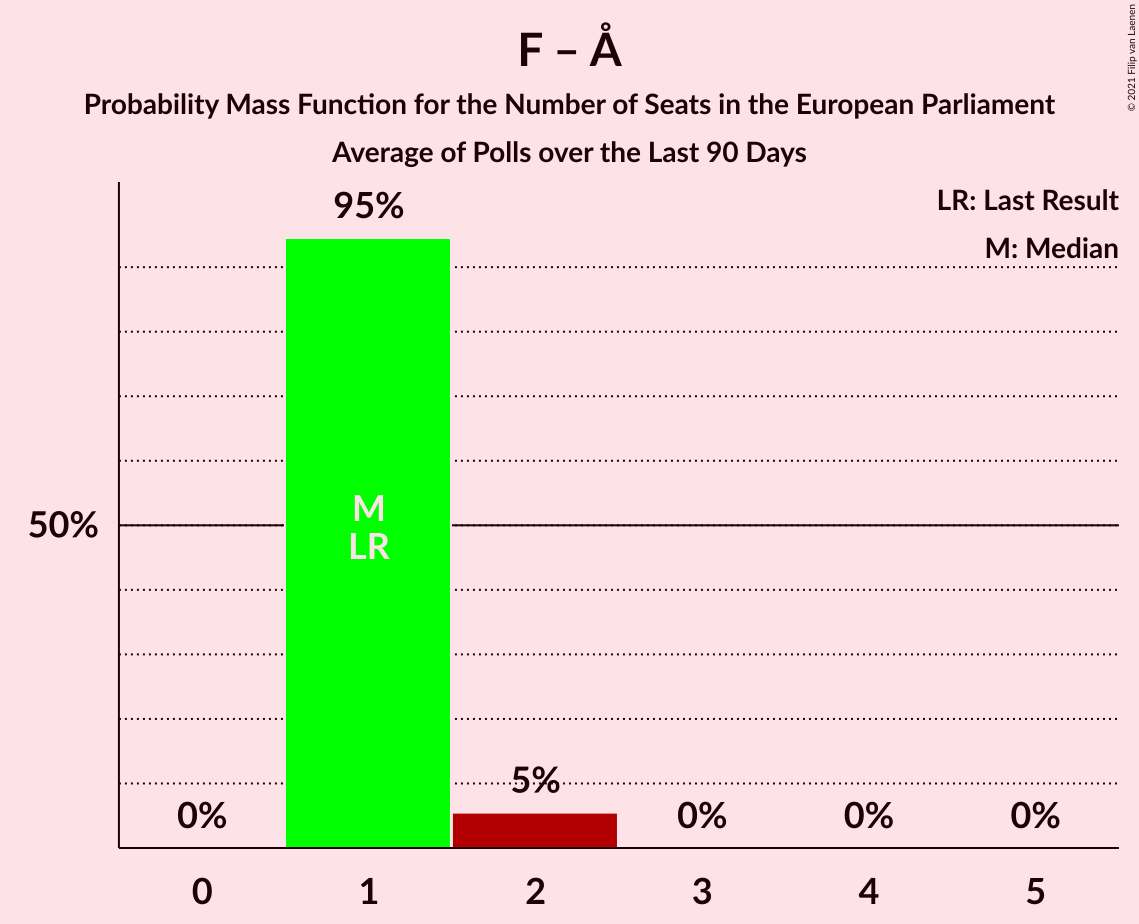 F – Å
Probability Mass Function for the Number of Seats in the European Parliament
Average of Polls over the Last 90 Days
© 2021 Filip van Laenen
LR: Last Result
M: Median
95%
M
LR
50%
5%
0%
0%
0%
0%
0
1
2
3
4
5